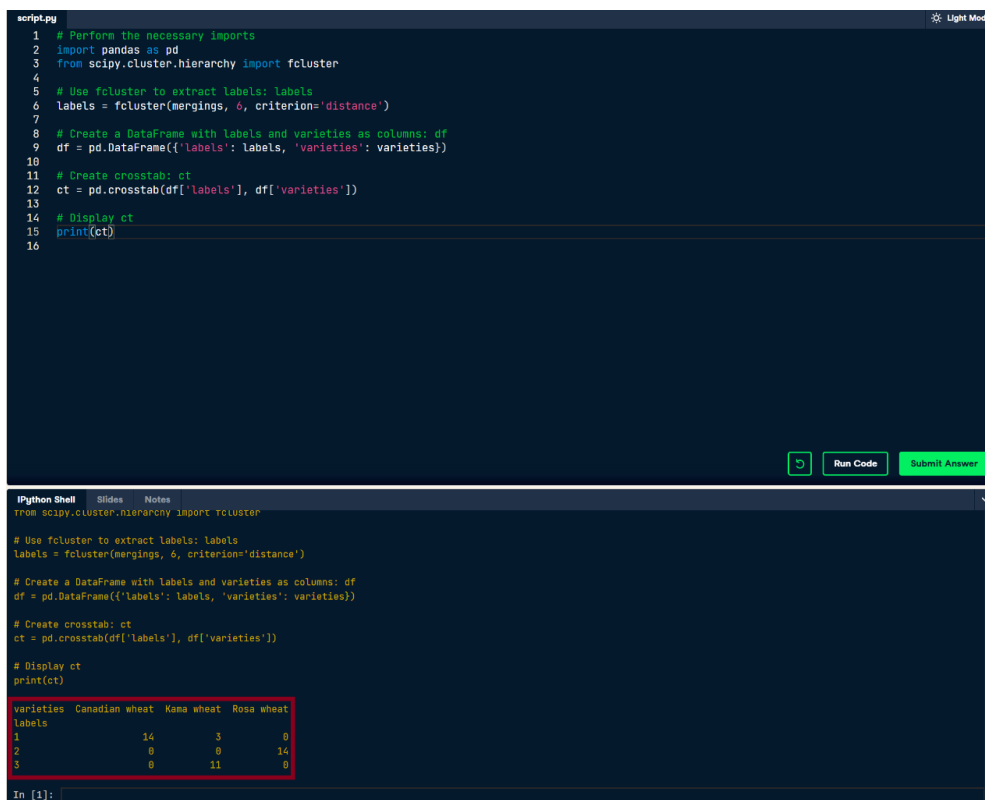 script.py
Light Mod
1 # Perform the necessary imports
2 import pandas as pd
3 from scipy.cluster.hierarchy import fcluster
4
5 # Use fcluster to extract labels: labels
6 labels = fcluster(mergings, 6, criterion='distance')
7
8 # Create a DataFrame with labels and varieties as columns: df
9 df = pd.DataFrame({'labels': labels, 'varieties': varieties})
10
11 # Create crosstab: ct
12 ct = pd.crosstab(df['labels'], df['varieties'])
13
14 # Display ct
15 print(ct)
16
Run Code Submit Answer
IPython Shell Slides Notes
from scipy.cluster.hierarchy import fcluster
# Use fcluster to extract labels: labels
labels = fcluster(mergings, 6, criterion='distance')
# Create a DataFrame with labels and varieties as columns: df
df = pd.DataFrame({'labels': labels, 'varieties': varieties})
# Create crosstab: ct
ct = pd.crosstab(df['labels'], df['varieties'])
# Display ct
print(ct)
varieties Canadian wheat Kama wheat Rosa wheat
labels
1 14 3 0
2 0 0 14
3 0 11 0
In [1]: